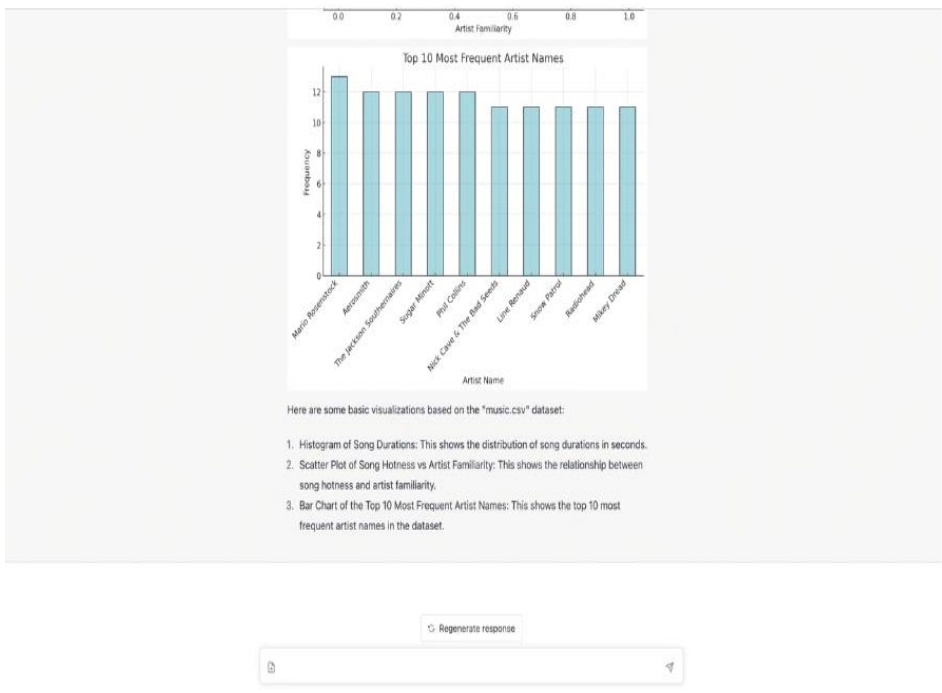 0.0 0.2 0.4 0.6 0.8 1.0
Artist Familiarity
Top 10 Most Frequent Artist Names
12
10
8
6
4
2
0
Frequency
Mario Rosenstock
Aerosmith
The Jackson Southernaires
Sugar Minott
Phil Collins
Nick Cave & The Bad Seeds
Line Renaud
Snow Patrol
Radiohead
Mikey Dread
Artist Name
Here are some basic visualizations based on the "music.csv" dataset:
1. Histogram of Song Durations: This shows the distribution of song durations in seconds.
2. Scatter Plot of Song Hotness vs Artist Familiarity: This shows the relationship between
song hotness and artist familiarity.
3. Bar Chart of the Top 10 Most Frequent Artist Names: This shows the top 10 most
frequent artist names in the dataset.
Regenerate response